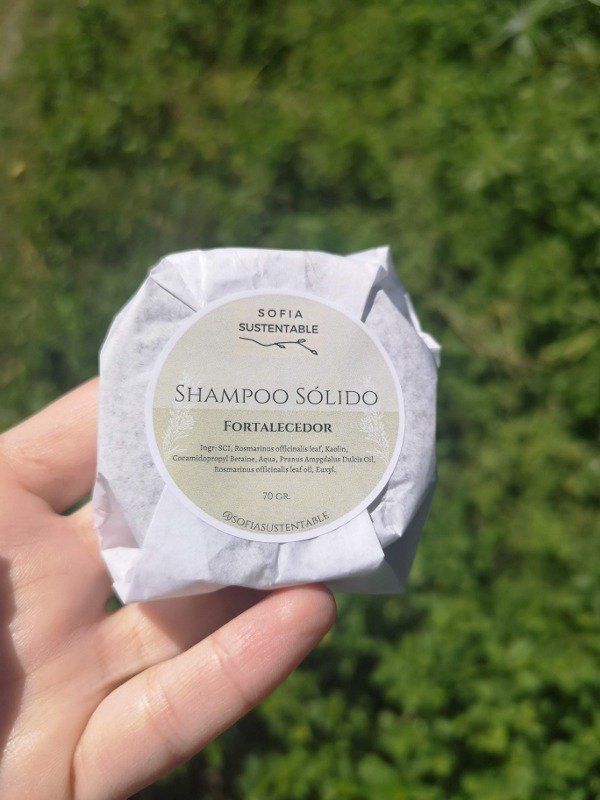 SOFIA
SUSTENTABLE
SHAMPOO SÓLIDO
FORTALECEDOR
Ingr: SCI, Rosmarinus officinalis leaf, Kaolin,
Cocamidopropyl Betaine, Aqua, Prunus Amygdalus Dulcis Oil,
Rosmarinus officinalis leaf oil, Euxyl.
70 GR.
@SOFIASUSTENTABLE